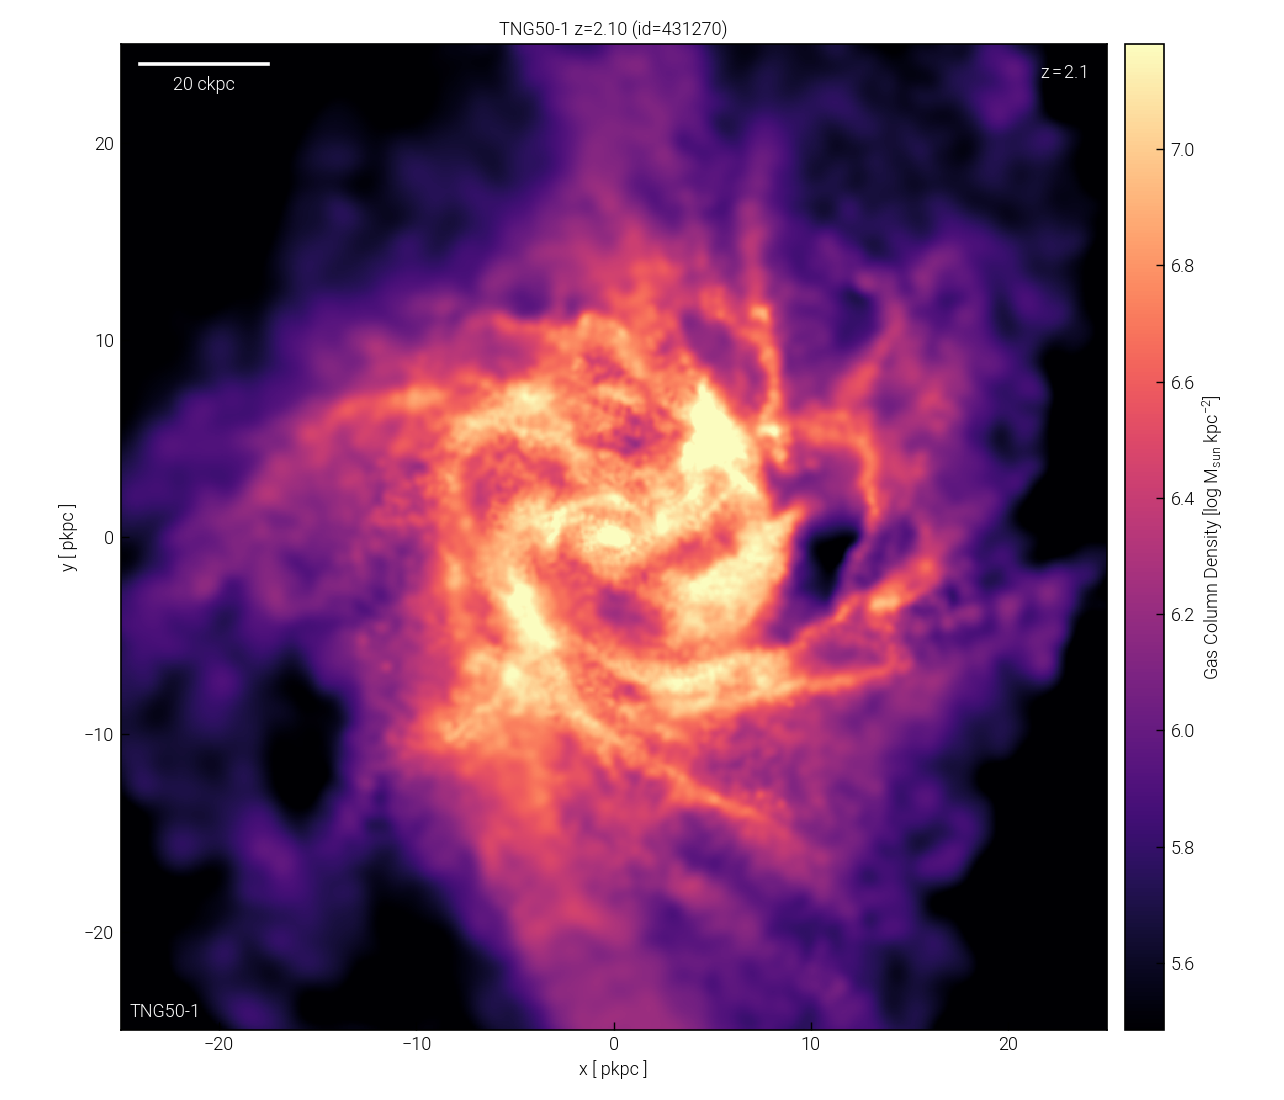 TNG50-1 z=2.10 (id=431270)
20 ckpc
z=2.1
20
10
0
−10
−20
y [ pkpc ]
TNG50-1
−20 −10 0 10 20
x [ pkpc ]
7.0
6.8
6.6
6.4
6.2
6.0
5.8
5.6
Gas Column Density [log M_sun kpc^−2]